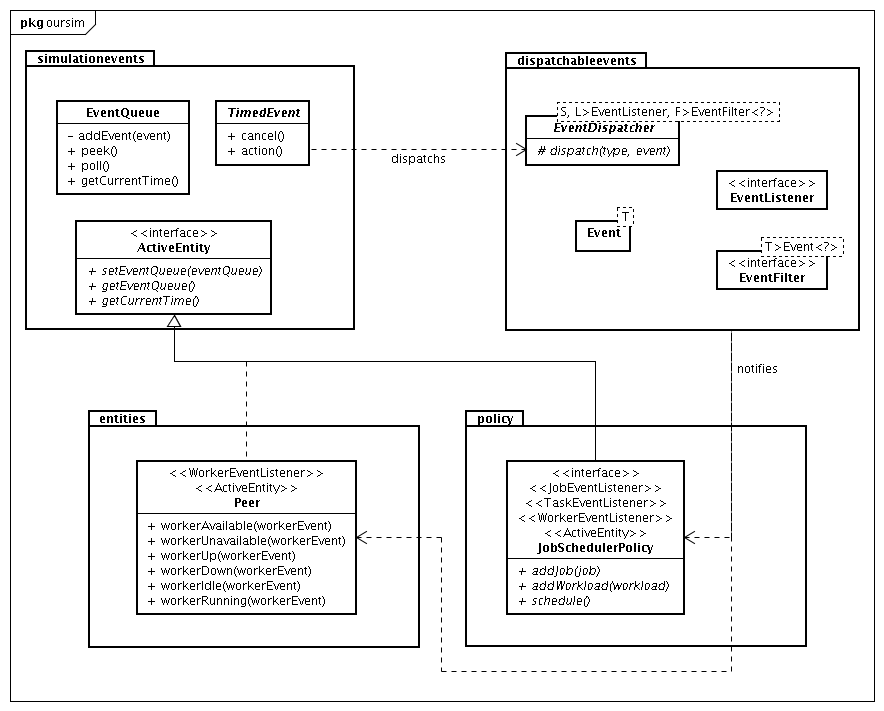 pkg oursim
simulationevents
EventQueue
- addEvent(event)
+ peek()
+ poll()
+ getCurrentTime()
TimedEvent
+ cancel()
+ action()
<<interface>>
ActiveEntity
+ setEventQueue(eventQueue)
+ getEventQueue()
+ getCurrentTime()
dispatchs
dispatchableevents
S, L>EventListener, F>EventFilter<?>
EventDispatcher
# dispatch(type, event)
<<interface>>
EventListener
T
Event
T>Event<?>
<<interface>>
EventFilter
notifies
entities
<<WorkerEventListener>>
<<ActiveEntity>>
Peer
+ workerAvailable(workerEvent)
+ workerUnavailable(workerEvent)
+ workerUp(workerEvent)
+ workerDown(workerEvent)
+ workerIdle(workerEvent)
+ workerRunning(workerEvent)
policy
<<interface>>
<<JobEventListener>>
<<TaskEventListener>>
<<WorkerEventListener>>
<<ActiveEntity>>
JobSchedulerPolicy
+ addJob(job)
+ addWorkload(workload)
+ schedule()